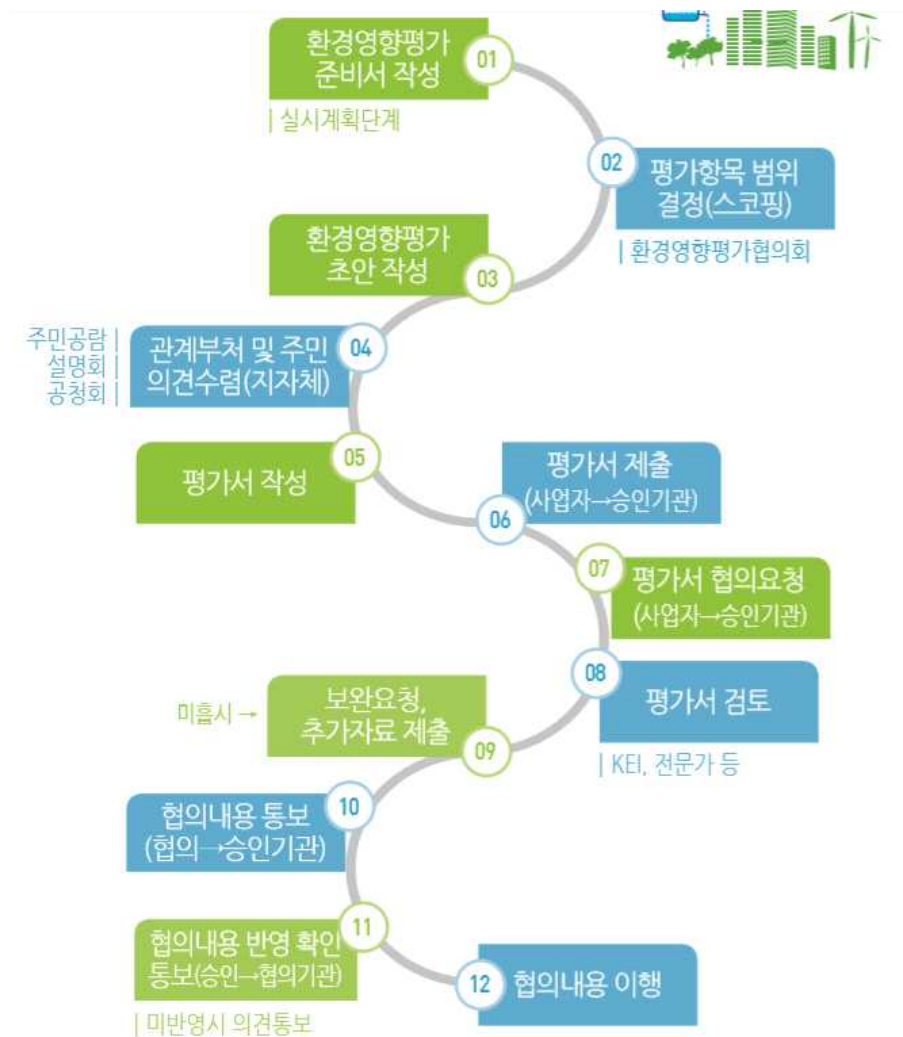 환경영향평가
준비서 작성
01
| 실시계획단계
02
평가항목 범위
결정(스코핑)
| 환경영향평가협의회
환경영향평가
초안 작성
03
주민공람 |
설명회 |
공청회 |
관계부처 및 주민
의견수렴(지자체)
04
평가서 작성
05
평가서 제출
(사업자→승인기관)
06
07
평가서 협의요청
(사업자→승인기관)
08
평가서 검토
| KEI, 전문가 등
미흡시 →
보완요청,
추가자료 제출
09
협의내용 통보
(협의→승인기관)
10
협의내용 반영 확인
통보(승인→협의기관)
11
| 미반영시 의견통보
12
협의내용 이행